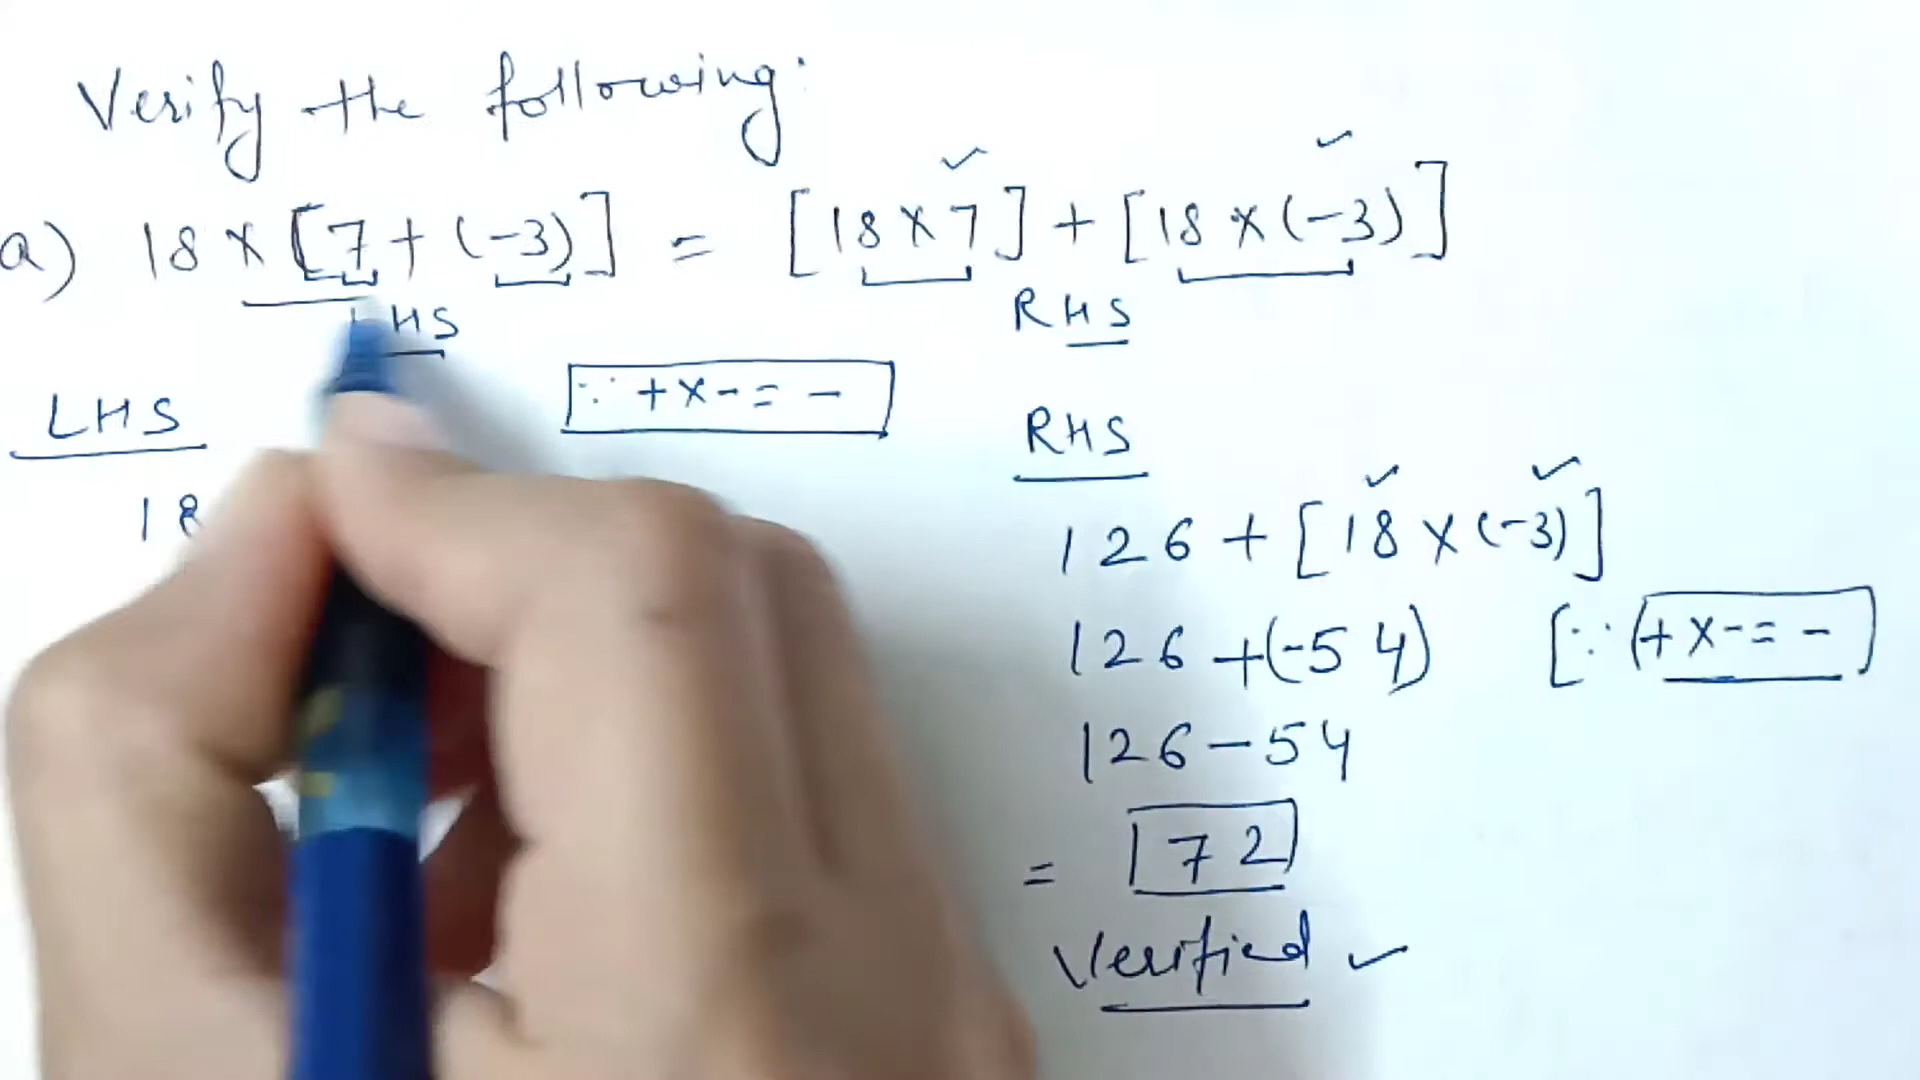 Verify the following:
a) 18 × [7 + (-3)] = [18 × 7] + [18 × (-3)]
HS
RHS
LHS
∵ + × - = -
RHS
18
126 + [18 × (-3)]
126 + (-54) [∵ (+ × - = -)
126 - 54
= 72
Verified ✓